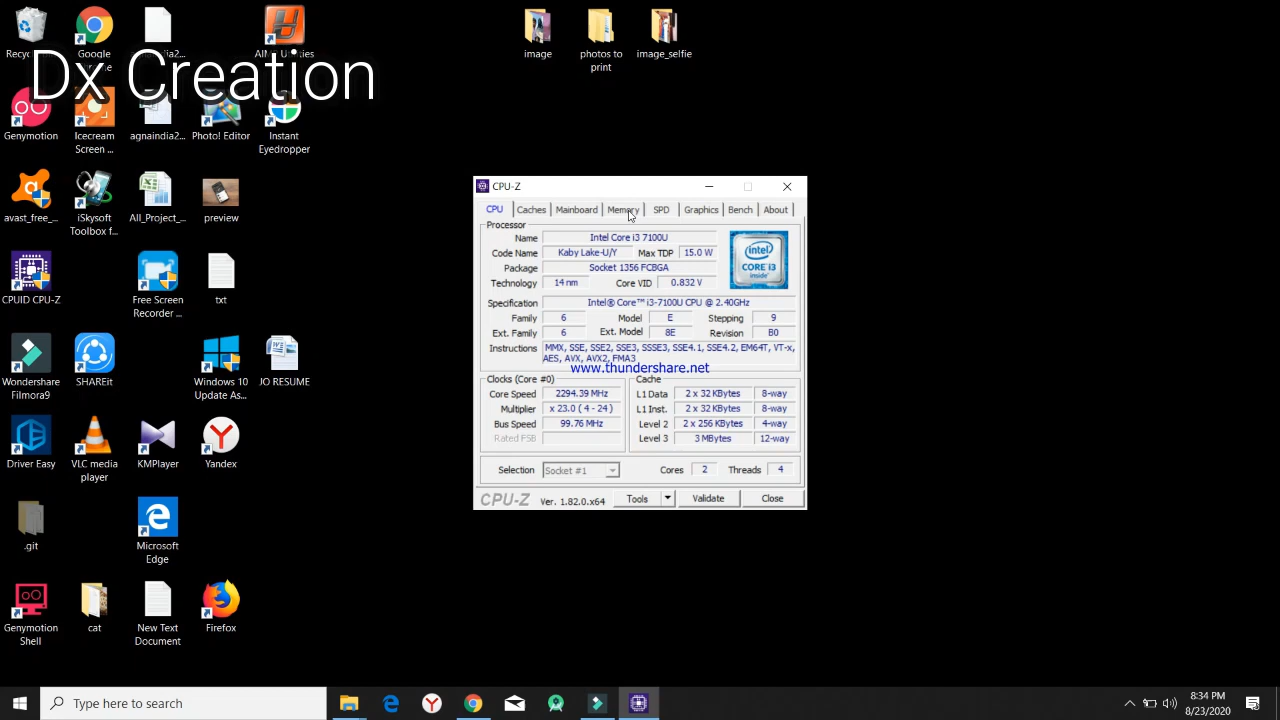 Recyc
Google
agnaindia2...
image
photos to
print
image_selfie
Dx Creation
Genymotion
Icecream
Screen ...
agnaindia2...
Photo! Editor
Instant
Eyedropper
avast_free_...
iSkysoft
Toolbox f...
All_Project_...
preview
CPUID CPU-Z
Free Screen
Recorder ...
txt
Wondershare
Filmora9
SHAREit
Windows 10
Update As...
JO RESUME
Driver Easy
VLC media
player
KMPlayer
Yandex
.git
Microsoft
Edge
Genymotion
Shell
cat
New Text
Document
Firefox
CPU-Z
CPU Caches Mainboard Memory SPD Graphics Bench About
Processor
Name Intel Core i3 7100U
Code Name Kaby Lake-U/Y Max TDP 15.0 W
Package Socket 1356 FCBGA
Technology 14 nm Core VID 0.832 V
intel
CORE i3
inside
Specification Intel® Core™ i3-7100U CPU @ 2.40GHz
Family 6 Model E Stepping 9
Ext. Family 6 Ext. Model 8E Revision B0
Instructions MMX, SSE, SSE2, SSE3, SSSE3, SSE4.1, SSE4.2, EM64T, VT-x,
AES, AVX, AVX2, FMA3
www.thundershare.net
Clocks (Core #0)
Core Speed 2294.39 MHz
Multiplier x 23.0 ( 4 - 24 )
Bus Speed 99.76 MHz
Rated FSB
Cache
L1 Data 2 x 32 KBytes 8-way
L1 Inst. 2 x 32 KBytes 8-way
Level 2 2 x 256 KBytes 4-way
Level 3 3 MBytes 12-way
Selection Socket #1 Cores 2 Threads 4
CPU-Z Ver. 1.82.0.x64 Tools Validate Close
Type here to search
8:34 PM
8/23/2020